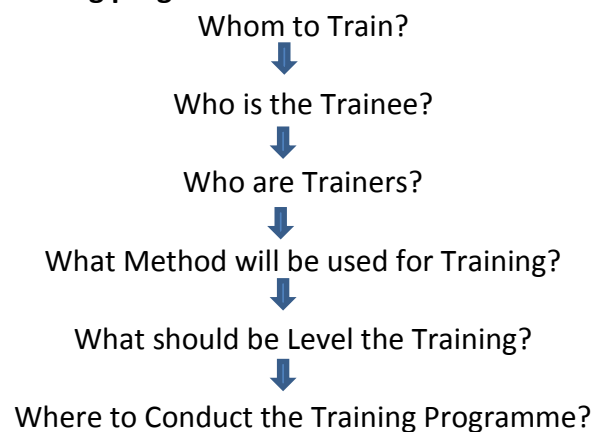 Whom to Train?
Who is the Trainee?
Who are Trainers?
What Method will be used for Training?
What should be Level the Training?
Where to Conduct the Training Programme?